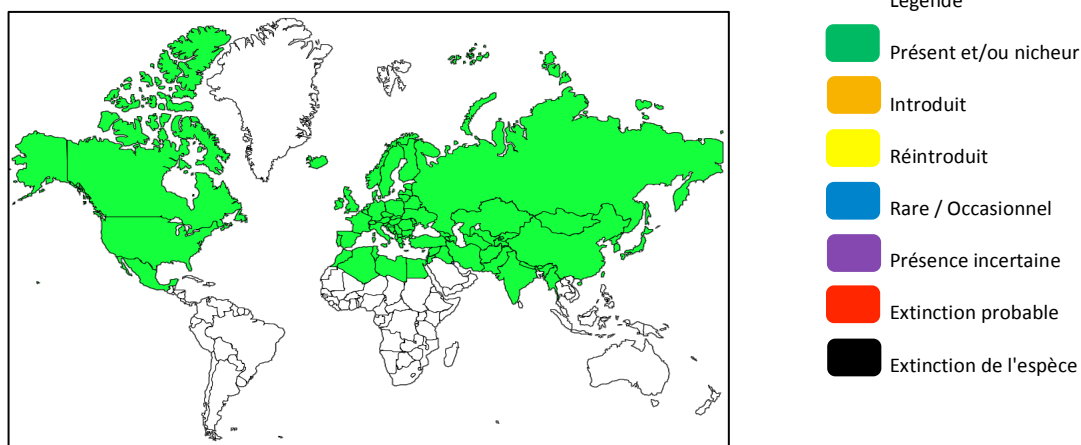 Légende
Présent et/ou nicheur
Introduit
Réintroduit
Rare / Occasionnel
Présence incertaine
Extinction probable
Extinction de l'espèce